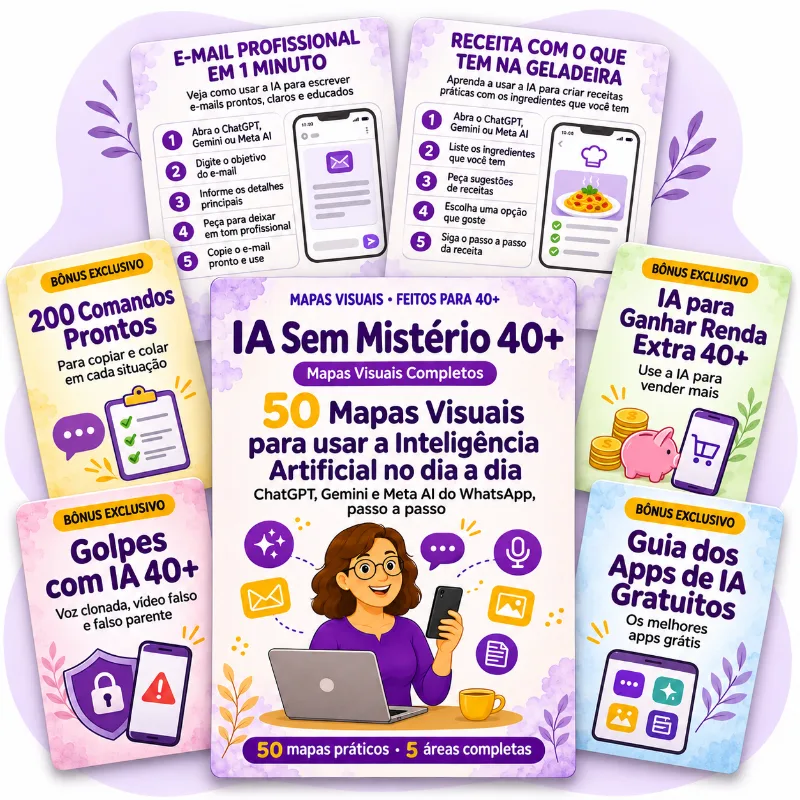 E-MAIL PROFISSIONAL
EM 1 MINUTO
Veja como usar a IA para escrever
e-mails prontos, claros e educados
1 Abra o ChatGPT,
Gemini ou Meta AI
2 Digite o objetivo
do e-mail
3 Informe os detalhes
principais
4 Peça para deixar
em tom profissional
5 Copie o e-mail
pronto e use
RECEITA COM O QUE
TEM NA GELADEIRA
Aprenda a usar a IA para criar receitas
práticas com os ingredientes que você tem
1 Abra o ChatGPT,
Gemini ou Meta AI
2 Liste os ingredientes
que você tem
3 Peça sugestões
de receitas
4 Escolha uma opção
que goste
5 Siga o passo a passo
da receita
BÔNUS EXCLUSIVO
200 Comandos
Prontos
Para copiar e colar
em cada situação
MAPAS VISUAIS • FEITOS PARA 40+
IA Sem Mistério 40+
Mapas Visuais Completos
50 Mapas Visuais
para usar a Inteligência
Artificial no dia a dia
ChatGPT, Gemini e Meta AI do WhatsApp,
passo a passo
50 mapas práticos • 5 áreas completas
BÔNUS EXCLUSIVO
IA para
Ganhar Renda
Extra 40+
Use a IA para
vender mais
BÔNUS EXCLUSIVO
Golpes
com IA 40+
Voz clonada, vídeo falso
e falso parente
BÔNUS EXCLUSIVO
Guia dos
Apps de IA
Gratuitos
Os melhores
apps grátis